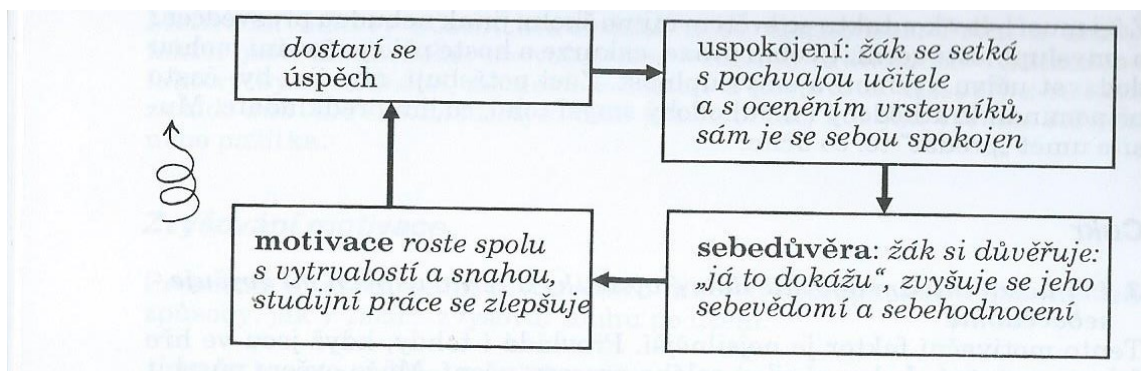 dostaví se
úspěch
uspokojení: žák se setká
s pochvalou učitele
a s oceněním vrstevníků,
sám je se sebou spokojen
motivace roste spolu
s vytrvalostí a snahou,
studijní práce se zlepšuje
sebedůvěra: žák si důvěřuje:
„já to dokážu“, zvyšuje se jeho
sebevědomí a sebehodnocení